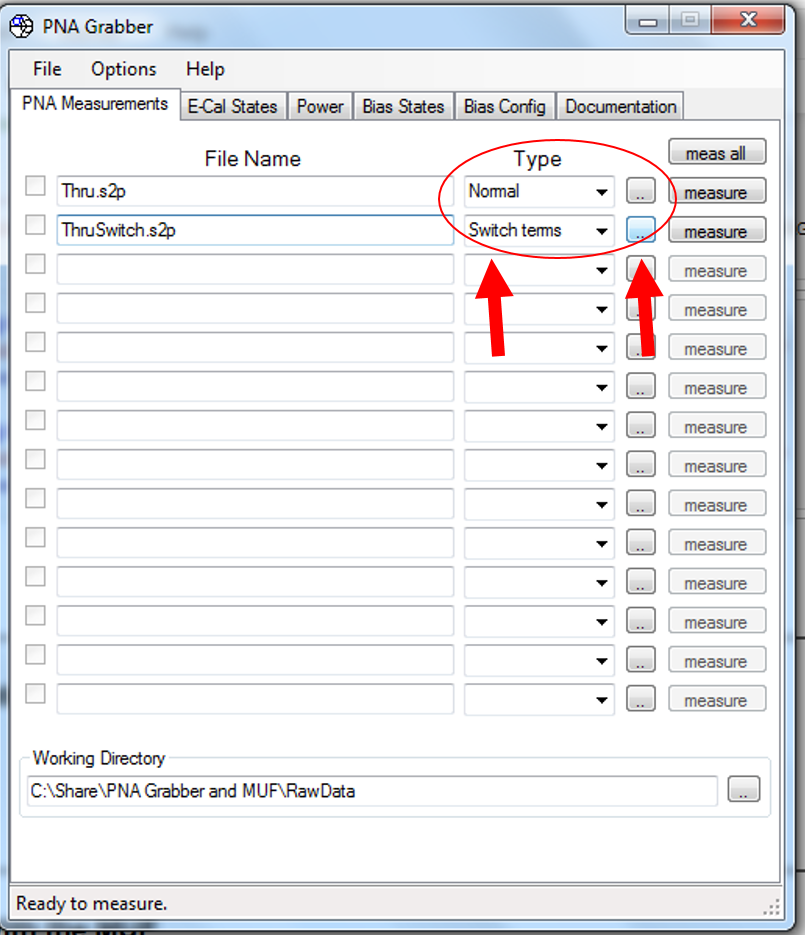 PNA Grabber
File Options Help
PNA Measurements E-Cal States Power Bias States Bias Config Documentation
File Name Type meas all
Thru.s2p Normal .. measure
ThruSwitch.s2p Switch terms .. measure
.. measure
.. measure
.. measure
.. measure
.. measure
.. measure
.. measure
.. measure
.. measure
.. measure
.. measure
.. measure
Working Directory
C:\Share\PNA Grabber and MUF\RawData ..
Ready to measure.